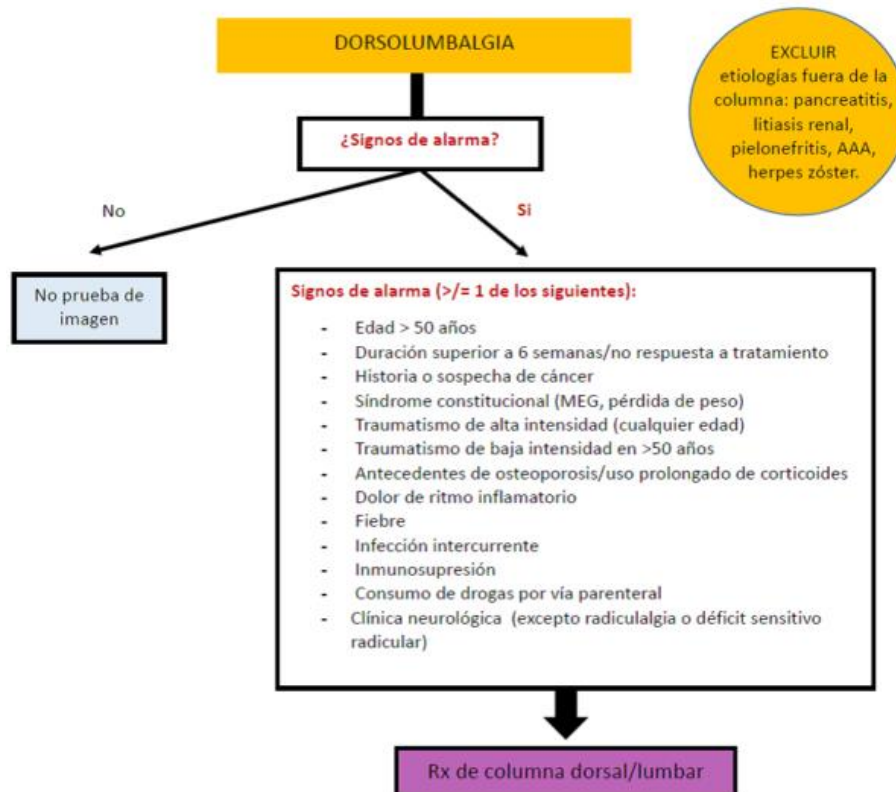 DORSOLUMBALGIA
EXCLUIR
etiologías fuera de la
columna: pancreatitis,
litiasis renal,
pielonefritis, AAA,
herpes zóster.
¿Signos de alarma?
No
Si
No prueba de
imagen
Signos de alarma (>/= 1 de los siguientes):
- Edad > 50 años
- Duración superior a 6 semanas/no respuesta a tratamiento
- Historia o sospecha de cáncer
- Síndrome constitucional (MEG, pérdida de peso)
- Traumatismo de alta intensidad (cualquier edad)
- Traumatismo de baja intensidad en >50 años
- Antecedentes de osteoporosis/uso prolongado de corticoides
- Dolor de ritmo inflamatorio
- Fiebre
- Infección intercurrente
- Inmunosupresión
- Consumo de drogas por vía parenteral
- Clínica neurológica (excepto radiculalgia o déficit sensitivo
radicular)
Rx de columna dorsal/lumbar